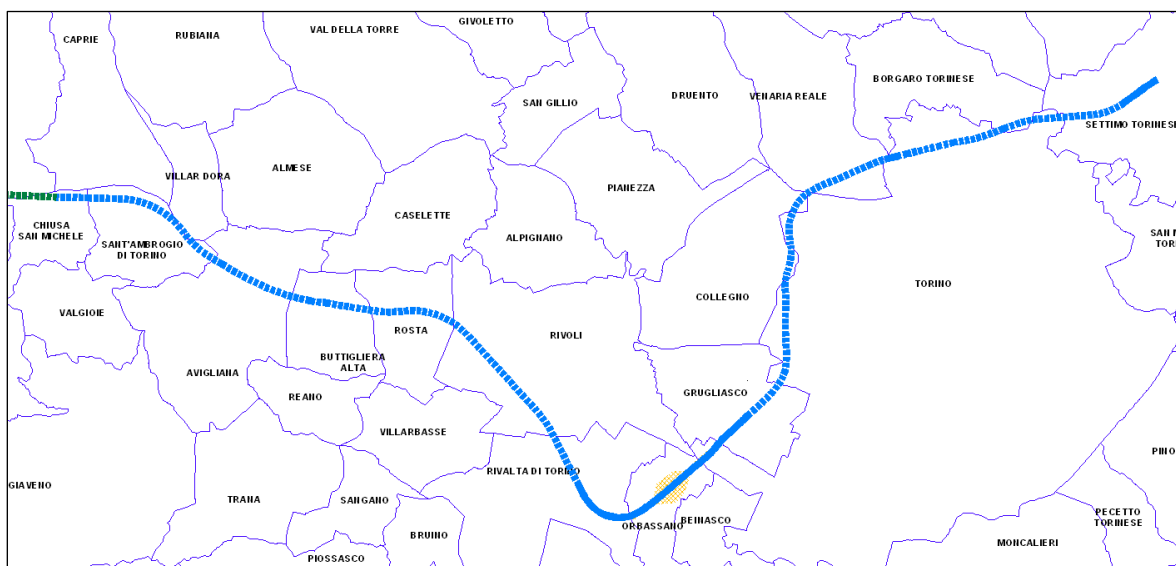 GIVOLETTO
VAL DELLA TORRE
RUBIANA
CAPRIE
BORGARO TORINESE
DRUENTO
VENARIA REALE
SAN GILLIO
SETTIMO TORINESE
ALMESE
VILLAR DORA
PIANEZZA
CASELETTE
CHIUSA
SAN MICHELE
SANT'AMBROGIO
DI TORINO
ALPIGNANO
TORINO
COLLEGNO
VALGIOIE
ROSTA
RIVOLI
BUTTIGLIERA
ALTA
AVIGLIANA
GRUGLIASCO
REANO
VILLARBASSE
PINO
RIVALTA DI TORINO
GIAVENO
TRANA
SANGANO
PECETTO
TORINESE
ORBASSANO
BEINASCO
BRUINO
MONCALIERI
PIOSSASCO